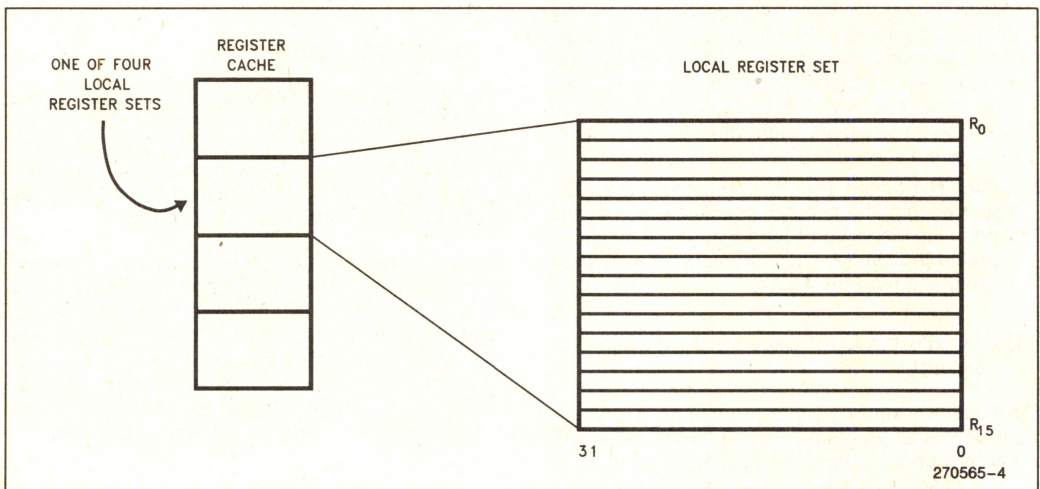 ONE OF FOUR
LOCAL
REGISTER SETS
REGISTER
CACHE
LOCAL REGISTER SET
R0
R15
31
0
270565-4